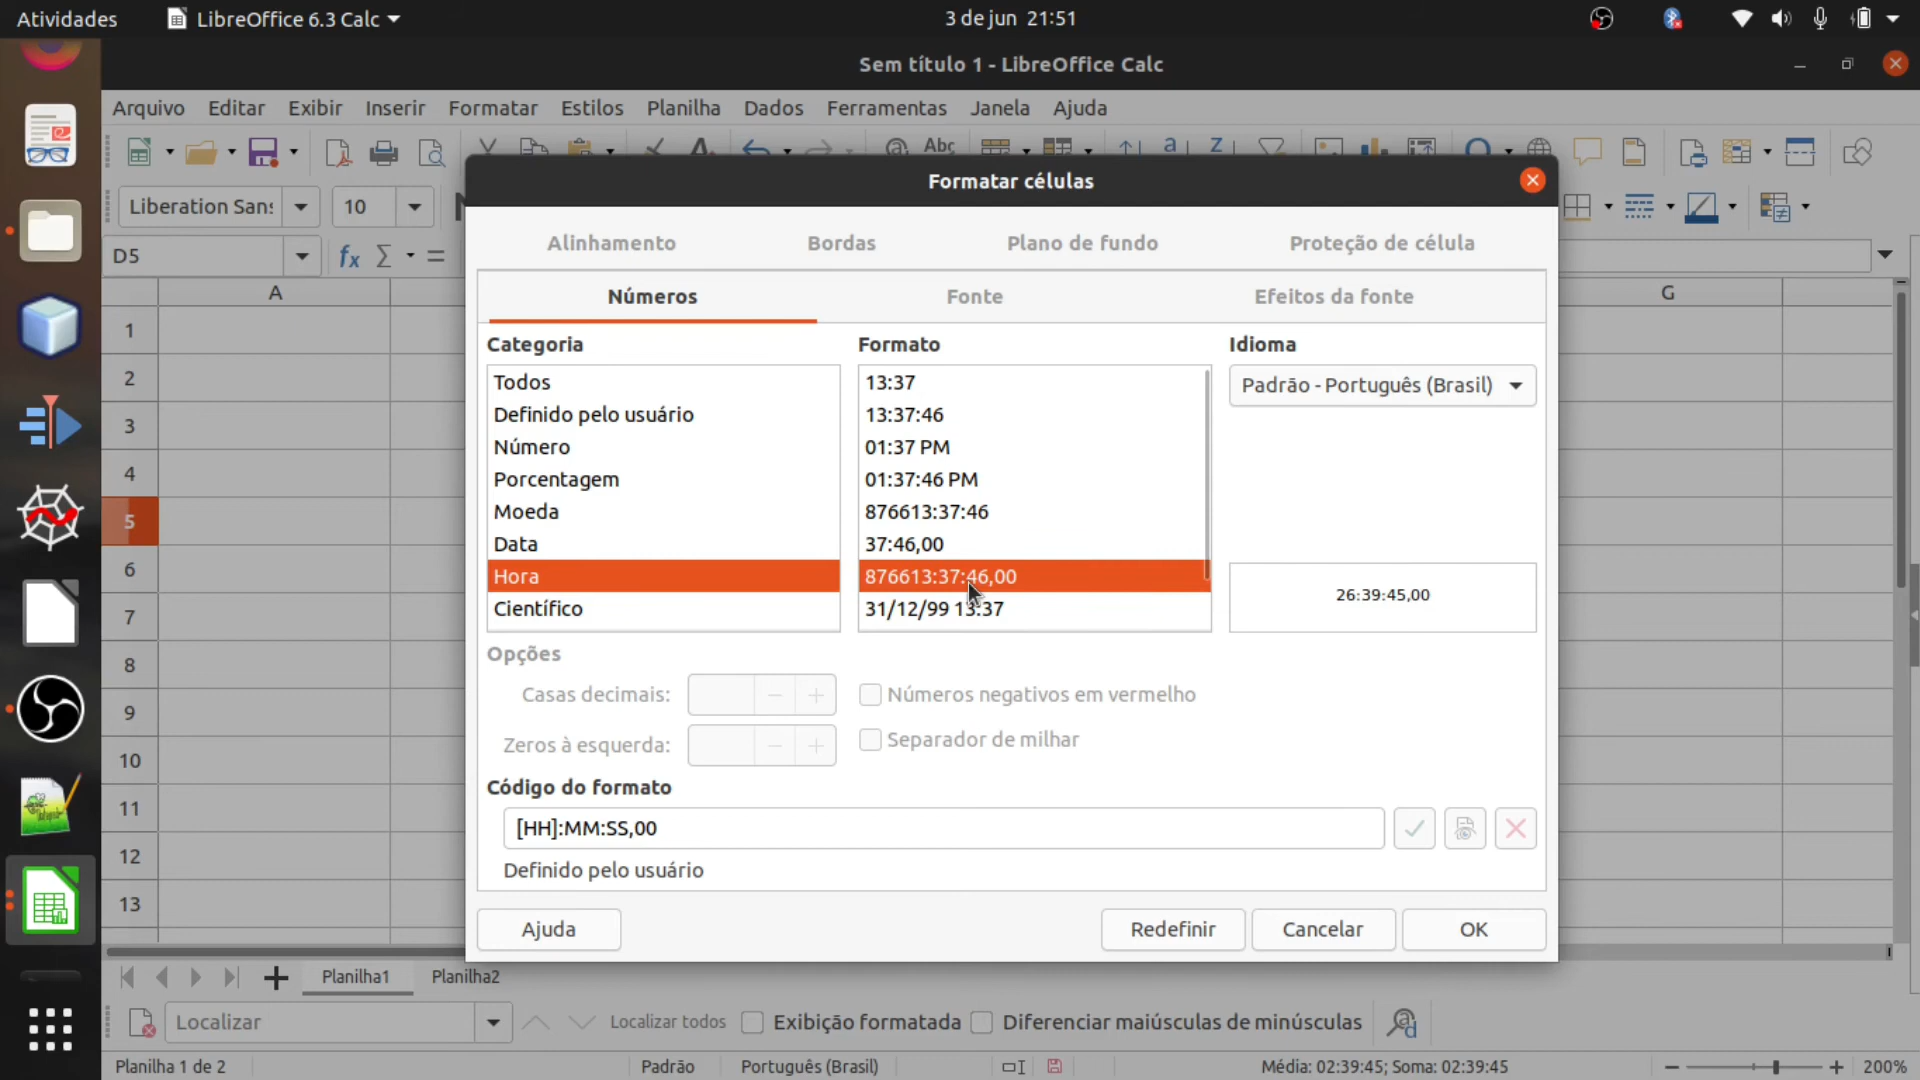 Atividades
LibreOffice 6.3 Calc
3 de jun 21:51
Sem título 1 - LibreOffice Calc
Arquivo Editar Exibir Inserir Formatar Estilos Planilha Dados Ferramentas Janela Ajuda
Liberation Sans
10
D5
Formatar células
Alinhamento Bordas Plano de fundo Proteção de célula
Números Fonte Efeitos da fonte
A
G
1
2
3
4
5
6
7
8
9
10
11
12
13
Categoria
Todos
Definido pelo usuário
Número
Porcentagem
Moeda
Data
Hora
Científico
Formato
13:37
13:37:46
01:37 PM
01:37:46 PM
876613:37:46
37:46,00
876613:37:46,00
31/12/99 13:37
Idioma
Padrão - Português (Brasil)
26:39:45,00
Opções
Casas decimais:
Números negativos em vermelho
Zeros à esquerda:
Separador de milhar
Código do formato
[HH]:MM:SS,00
Definido pelo usuário
Ajuda Redefinir Cancelar OK
Planilha1 Planilha2
Localizar
Localizar todos
Exibição formatada
Diferenciar maiúsculas de minúsculas
Planilha 1 de 2
Padrão
Português (Brasil)
Média: 02:39:45; Soma: 02:39:45
200%